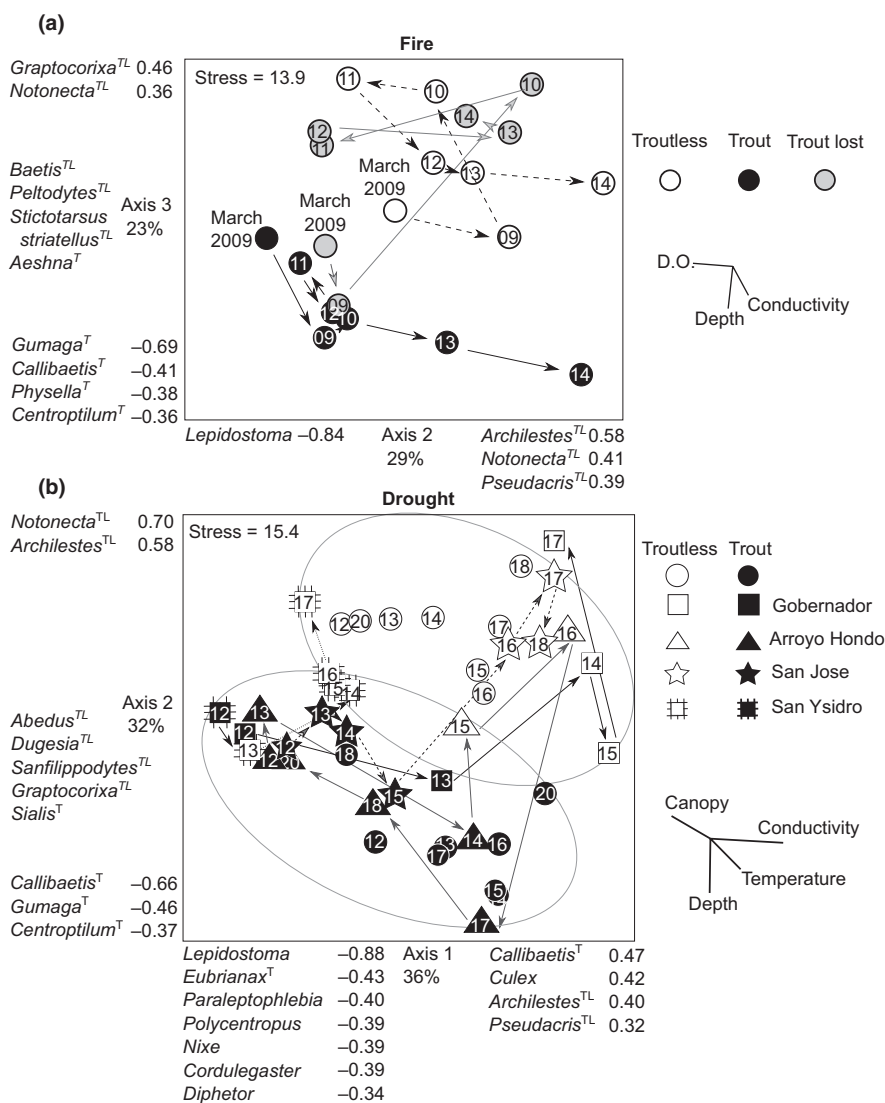 (a)
Fire
Graptocorixa^TL 0.46
Notonecta^TL 0.36
Baetis^TL
Peltodytes^TL
Stictotarsus
striatellus^TL
Aeshna^T
Axis 3
23%
Gumaga^T −0.69
Callibaetis^T −0.41
Physella^T −0.38
Centroptilum^T −0.36
Stress = 13.9
11
10
10
14
13
12
11
12
13
14
March
2009
March
2009
March
2009
09
11
09
12
10
09
13
14
Lepidostoma −0.84
Axis 2
29%
Archilestes^TL 0.58
Notonecta^TL 0.41
Pseudacris^TL 0.39
Troutless Trout Trout lost
D.O.
Conductivity
Depth
(b)
Drought
Notonecta^TL 0.70
Archilestes^TL 0.58
Axis 2
32%
Abedus^TL
Dugesia^TL
Sanfilippodytes^TL
Graptocorixa^TL
Sialis^T
Callibaetis^T −0.66
Gumaga^T −0.46
Centroptilum^T −0.37
Stress = 15.4
17
18
17
17
12
20
13
14
17
16
18
16
16
15
14
15
16
14
12
13
13
15
15
12
14
13
12
12
20
18
13
15
18
20
12
13
17
14
16
15
17
Lepidostoma −0.88
Eubrianax^T −0.43
Paraleptophlebia −0.40
Polycentropus −0.39
Nixe −0.39
Cordulegaster −0.39
Diphetor −0.34
Axis 1
36%
Callibaetis^T 0.47
Culex 0.42
Archilestes^TL 0.40
Pseudacris^TL 0.32
Troutless Trout
Gobernador
Arroyo Hondo
San Jose
San Ysidro
Canopy
Conductivity
Temperature
Depth